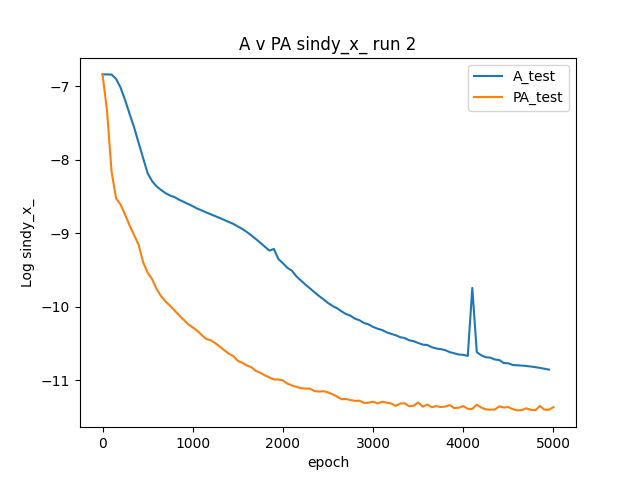 A v PA sindy_x_ run 2
A_test
PA_test
Log sindy_x_
−7
−8
−9
−10
−11
0 1000 2000 3000 4000 5000
epoch